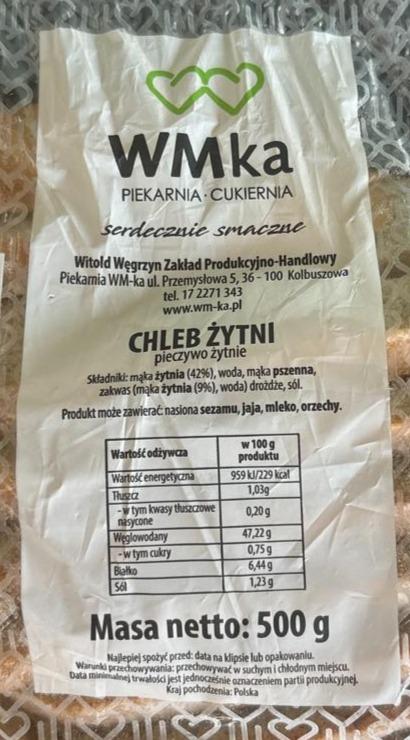 WMka
PIEKARNIA · CUKIERNIA
serdecznie smaczne
Witold Węgrzyn Zakład Produkcyjno-Handlowy
Piekarnia WM-ka ul. Przemysłowa 5, 36 - 100 Kolbuszowa
tel. 17 2271 343
www.wm-ka.pl
CHLEB ŻYTNI
pieczywo żytnie
Składniki: mąka żytnia (42%), woda, mąka pszenna,
zakwas (mąka żytnia (9%), woda) drożdże, sól.
Produkt może zawierać: nasiona sezamu, jaja, mleko, orzechy.
Wartość odżywcza w 100 g produktu
Wartość energetyczna 959 kJ/229 kcal
Tłuszcz 1,03g
- w tym kwasy tłuszczowe nasycone 0,20 g
Węglowodany 47,22 g
- w tym cukry 0,75 g
Białko 6,44 g
Sól 1,23 g
Masa netto: 500 g
Najlepiej spożyć przed: data na klipsie lub opakowaniu.
Warunki przechowywania: przechowywać w suchym i chłodnym miejscu.
Data minimalnej trwałości jest jednocześnie oznaczeniem partii produkcyjnej.
Kraj pochodzenia: Polska